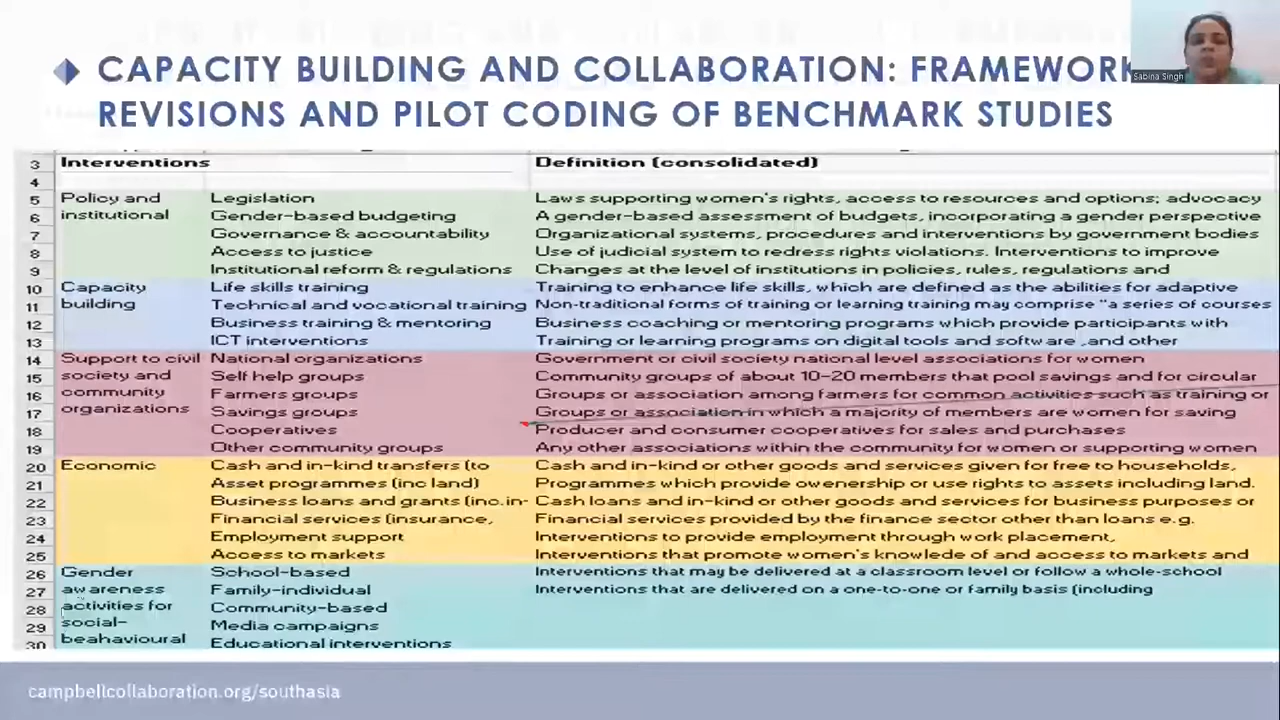 CAPACITY BUILDING AND COLLABORATION: FRAMEWORK
REVISIONS AND PILOT CODING OF BENCHMARK STUDIES
Sabina Singh
3 Interventions Definition (consolidated)
4
5 Policy and Legislation Laws supporting women's rights, access to resources and options; advocacy
6 institutional Gender-based budgeting A gender-based assessment of budgets, incorporating a gender perspective
7 Governance & accountability Organizational systems, procedures and interventions by government bodies
8 Access to justice Use of judicial system to redress rights violations. Interventions to improve
9 Institutional reform & regulations Changes at the level of institutions in policies, rules, regulations and
10 Capacity Life skills training Training to enhance life skills, which are defined as the abilities for adaptive
11 building Technical and vocational training Non-traditional forms of training or learning training may comprise "a series of courses
12 Business training & mentoring Business coaching or mentoring programs which provide participants with
13 ICT interventions Training or learning programs on digital tools and software ,and other
14 Support to civil National organizations Government or civil society national level associations for women
15 society and Self help groups Community groups of about 10-20 members that pool savings and for circular
16 community Farmers groups Groups or association among farmers for common activities such as training or
17 organizations Savings groups Groups or association in which a majority of members are women for saving
18 Cooperatives Producer and consumer cooperatives for sales and purchases
19 Other community groups Any other associations within the community for women or supporting women
20 Economic Cash and in-kind transfers (to Cash and in-kind or other goods and services given for free to households,
21 Asset programmes (inc land) Programmes which provide owenership or use rights to assets including land.
22 Business loans and grants (inc.in- Cash loans and in-kind or other goods and services for business purposes or
23 Financial services (insurance, Financial services provided by the finance sector other than loans e.g.
24 Employment support Interventions to provide employment through work placement,
25 Access to markets Interventions that promote women's knowlede of and access to markets and
26 Gender School-based Interventions that may be delivered at a classroom level or follow a whole-school
27 awareness Family-individual Interventions that are delivered on a one-to-one or family basis (including
28 activities for Community-based
29 social- Media campaigns
30 beahavioural Educational interventions
campbellcollaboration.org/southasia